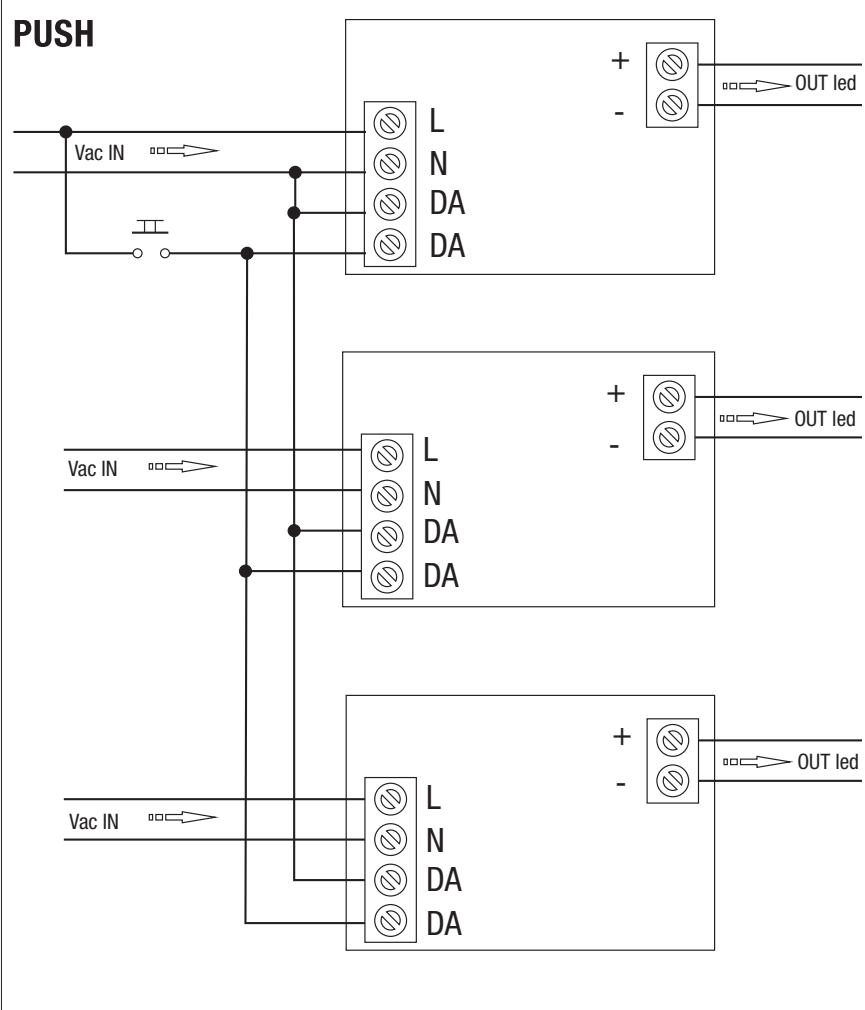 PUSH
+
OUT led
-
L
Vac IN
N
DA
DA
+
OUT led
-
L
Vac IN
N
DA
DA
+
OUT led
-
L
Vac IN
N
DA
DA